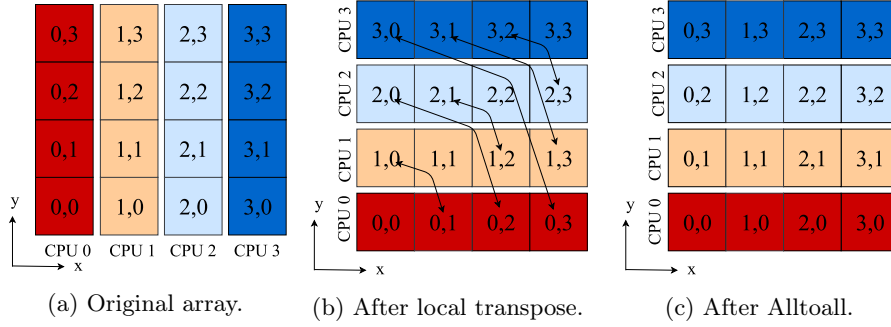 0,3 1,3 2,3 3,3
0,2 1,2 2,2 3,2
0,1 1,1 2,1 3,1
0,0 1,0 2,0 3,0
CPU 0 CPU 1 CPU 2 CPU 3
y
x
(a) Original array.
CPU 3 3,0 3,1 3,2 3,3
CPU 2 2,0 2,1 2,2 2,3
CPU 1 1,0 1,1 1,2 1,3
CPU 0 0,0 0,1 0,2 0,3
y
x
(b) After local transpose.
CPU 3 0,3 1,3 2,3 3,3
CPU 2 0,2 1,2 2,2 3,2
CPU 1 0,1 1,1 2,1 3,1
CPU 0 0,0 1,0 2,0 3,0
y
x
(c) After Alltoall.